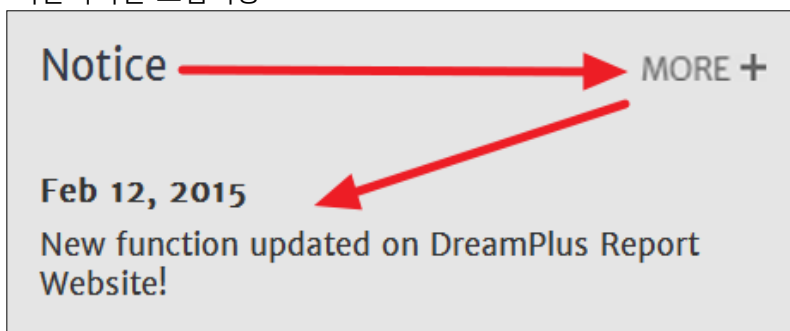 Notice
MORE +
Feb 12, 2015
New function updated on DreamPlus Report
Website!